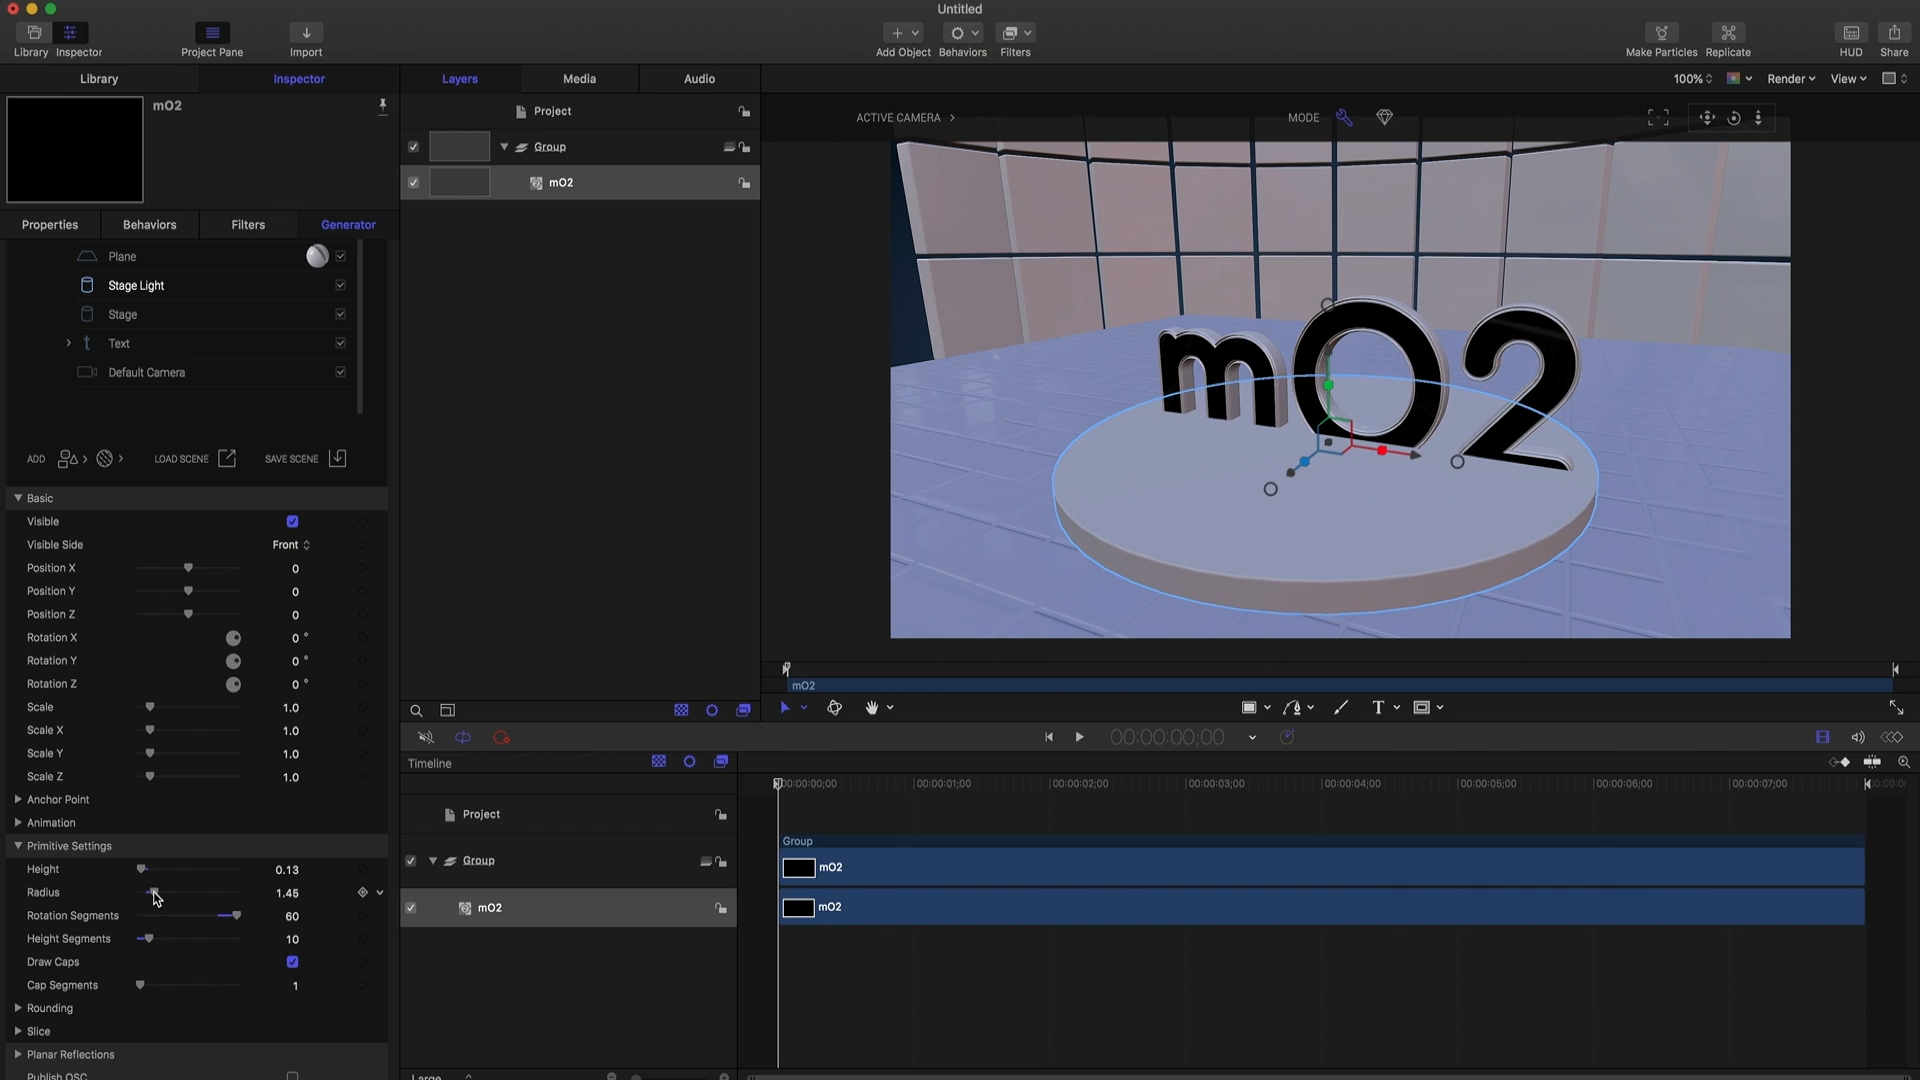 Untitled
Library
Inspector
Project Pane
Import
Add Object
Behaviors
Filters
Make Particles
Replicate
HUD
Share
Library
Inspector
Layers
Media
Audio
100%
Render
View
mO2
Project
ACTIVE CAMERA
MODE
Group
mO2
Properties
Behaviors
Filters
Generator
Plane
Stage Light
Stage
Text
Default Camera
mO2
ADD
LOAD SCENE
SAVE SCENE
Basic
Visible
Visible Side Front
Position X 0
Position Y 0
Position Z 0
Rotation X 0 °
Rotation Y 0 °
Rotation Z 0 °
Scale 1.0
Scale X 1.0
Scale Y 1.0
Scale Z 1.0
Anchor Point
Animation
Primitive Settings
Height 0.13
Radius 1.45
Rotation Segments 60
Height Segments 10
Draw Caps
Cap Segments 1
Rounding
Slice
Planar Reflections
Publish OSC
mO2
T
00:00:00;00
Timeline
00:00:00;00
00:00:01;00
00:00:02;00
00:00:03;00
00:00:04;00
00:00:05;00
00:00:06;00
00:00:07;00
Project
Group
Group
mO2
mO2
mO2
Large